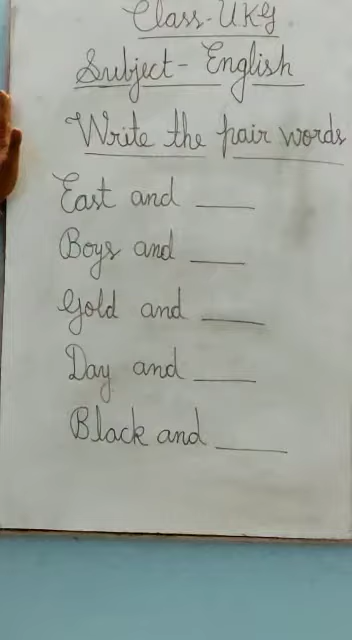 Class-UKG
Subject - English
Write the pair words
East and ____
Boys and ____
Gold and ____
Day and ____
Black and ____